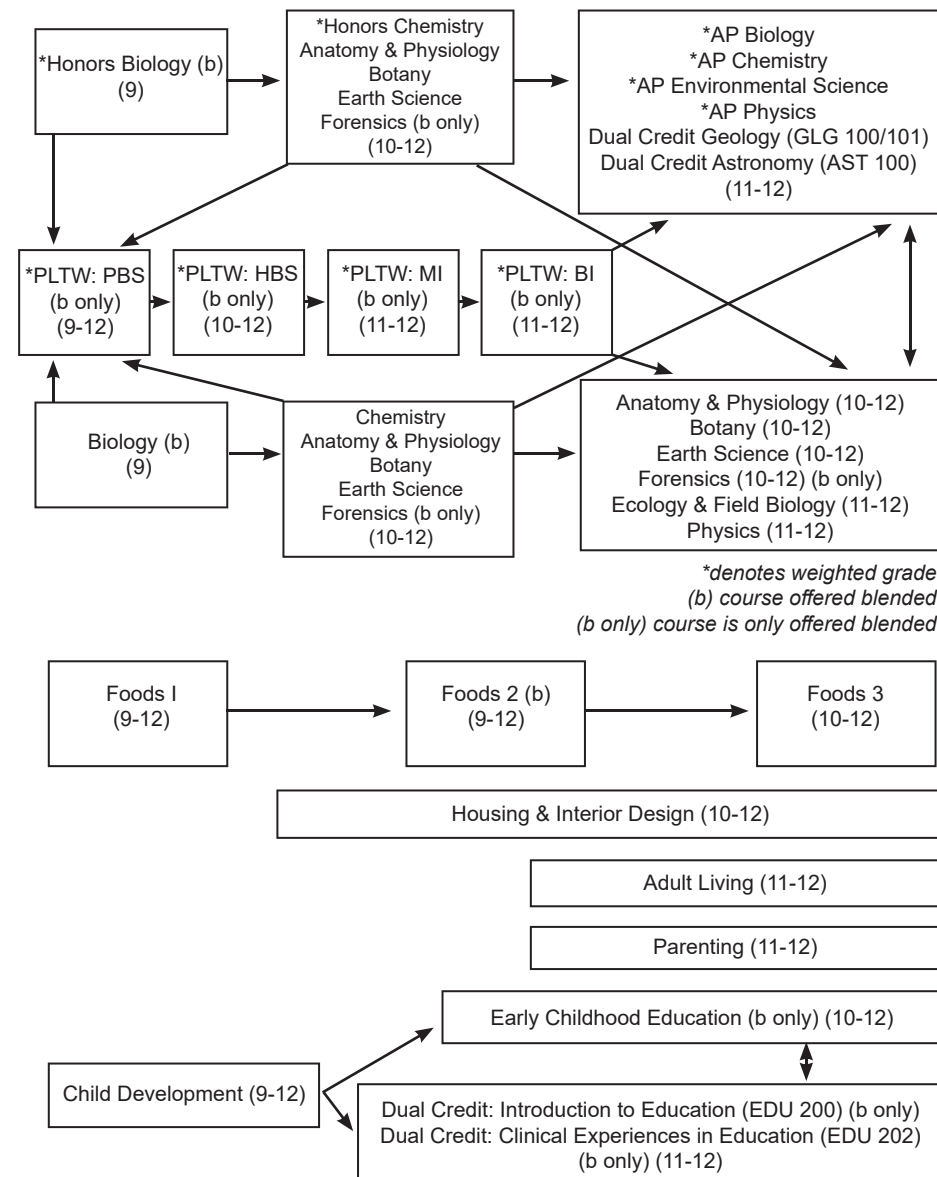 *Honors Biology (b)
(9)
*Honors Chemistry
Anatomy & Physiology
Botany
Earth Science
Forensics (b only)
(10-12)
*AP Biology
*AP Chemistry
*AP Environmental Science
*AP Physics
Dual Credit Geology (GLG 100/101)
Dual Credit Astronomy (AST 100)
(11-12)
*PLTW: PBS
(b only)
(9-12)
*PLTW: HBS
(b only)
(10-12)
*PLTW: MI
(b only)
(11-12)
*PLTW: BI
(b only)
(11-12)
Biology (b)
(9)
Chemistry
Anatomy & Physiology
Botany
Earth Science
Forensics (b only)
(10-12)
Anatomy & Physiology (10-12)
Botany (10-12)
Earth Science (10-12)
Forensics (10-12) (b only)
Ecology & Field Biology (11-12)
Physics (11-12)
*denotes weighted grade
(b) course offered blended
(b only) course is only offered blended
Foods I
(9-12)
Foods 2 (b)
(9-12)
Foods 3
(10-12)
Housing & Interior Design (10-12)
Adult Living (11-12)
Parenting (11-12)
Early Childhood Education (b only) (10-12)
Child Development (9-12)
Dual Credit: Introduction to Education (EDU 200) (b only)
Dual Credit: Clinical Experiences in Education (EDU 202)
(b only) (11-12)